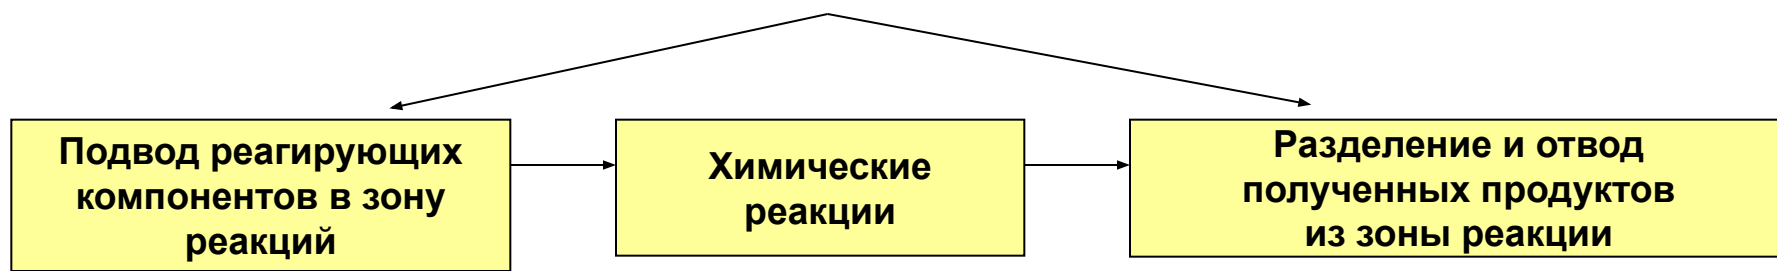 Подвод реагирующих
компонентов в зону
реакций
Химические
реакции
Разделение и отвод
полученных продуктов
из зоны реакции